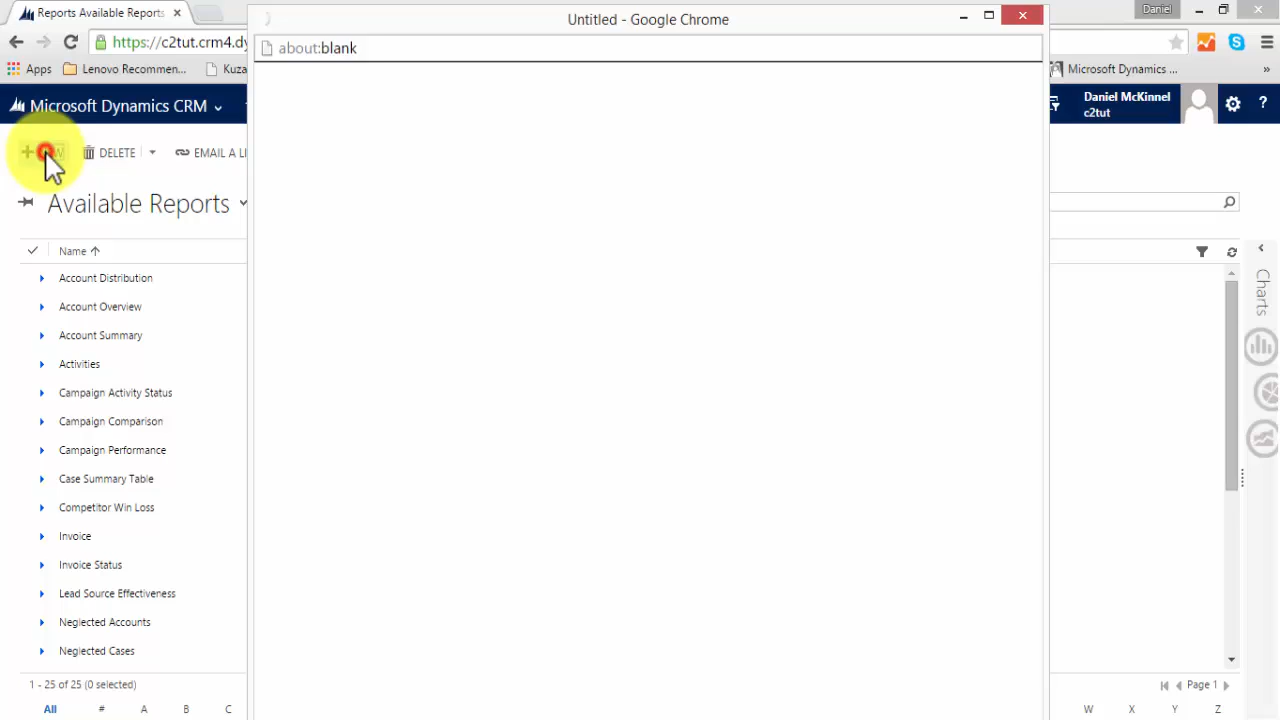 Reports Available Reports
Untitled - Google Chrome
Daniel
https://c2tut.crm4.dy
about:blank
Apps
Lenovo Recommen...
Kuza
Microsoft Dynamics ...
»
Microsoft Dynamics CRM
Daniel McKinnel
c2tut
?
DELETE
EMAIL A LI
Available Reports
Name
Charts
Account Distribution
Account Overview
Account Summary
Activities
Campaign Activity Status
Campaign Comparison
Campaign Performance
Case Summary Table
Competitor Win Loss
Invoice
Invoice Status
Lead Source Effectiveness
Neglected Accounts
Neglected Cases
1 - 25 of 25 (0 selected)
Page 1
All # A B C W X Y Z